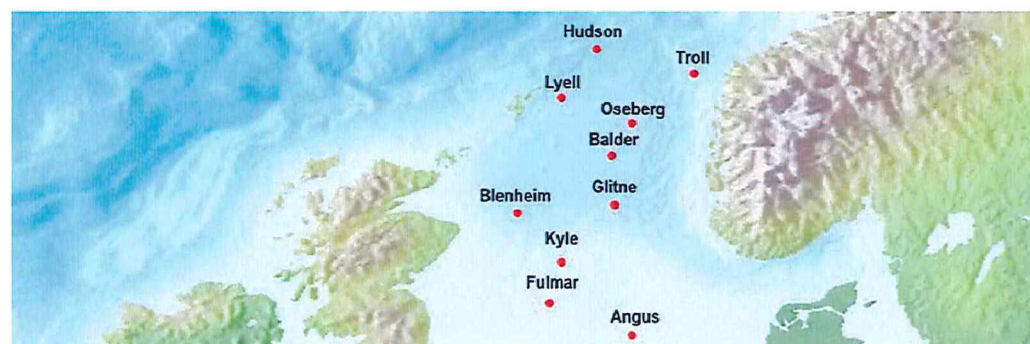 Hudson
Troll
Lyell
Oseberg
Balder
Glitne
Blenheim
Kyle
Fulmar
Angus